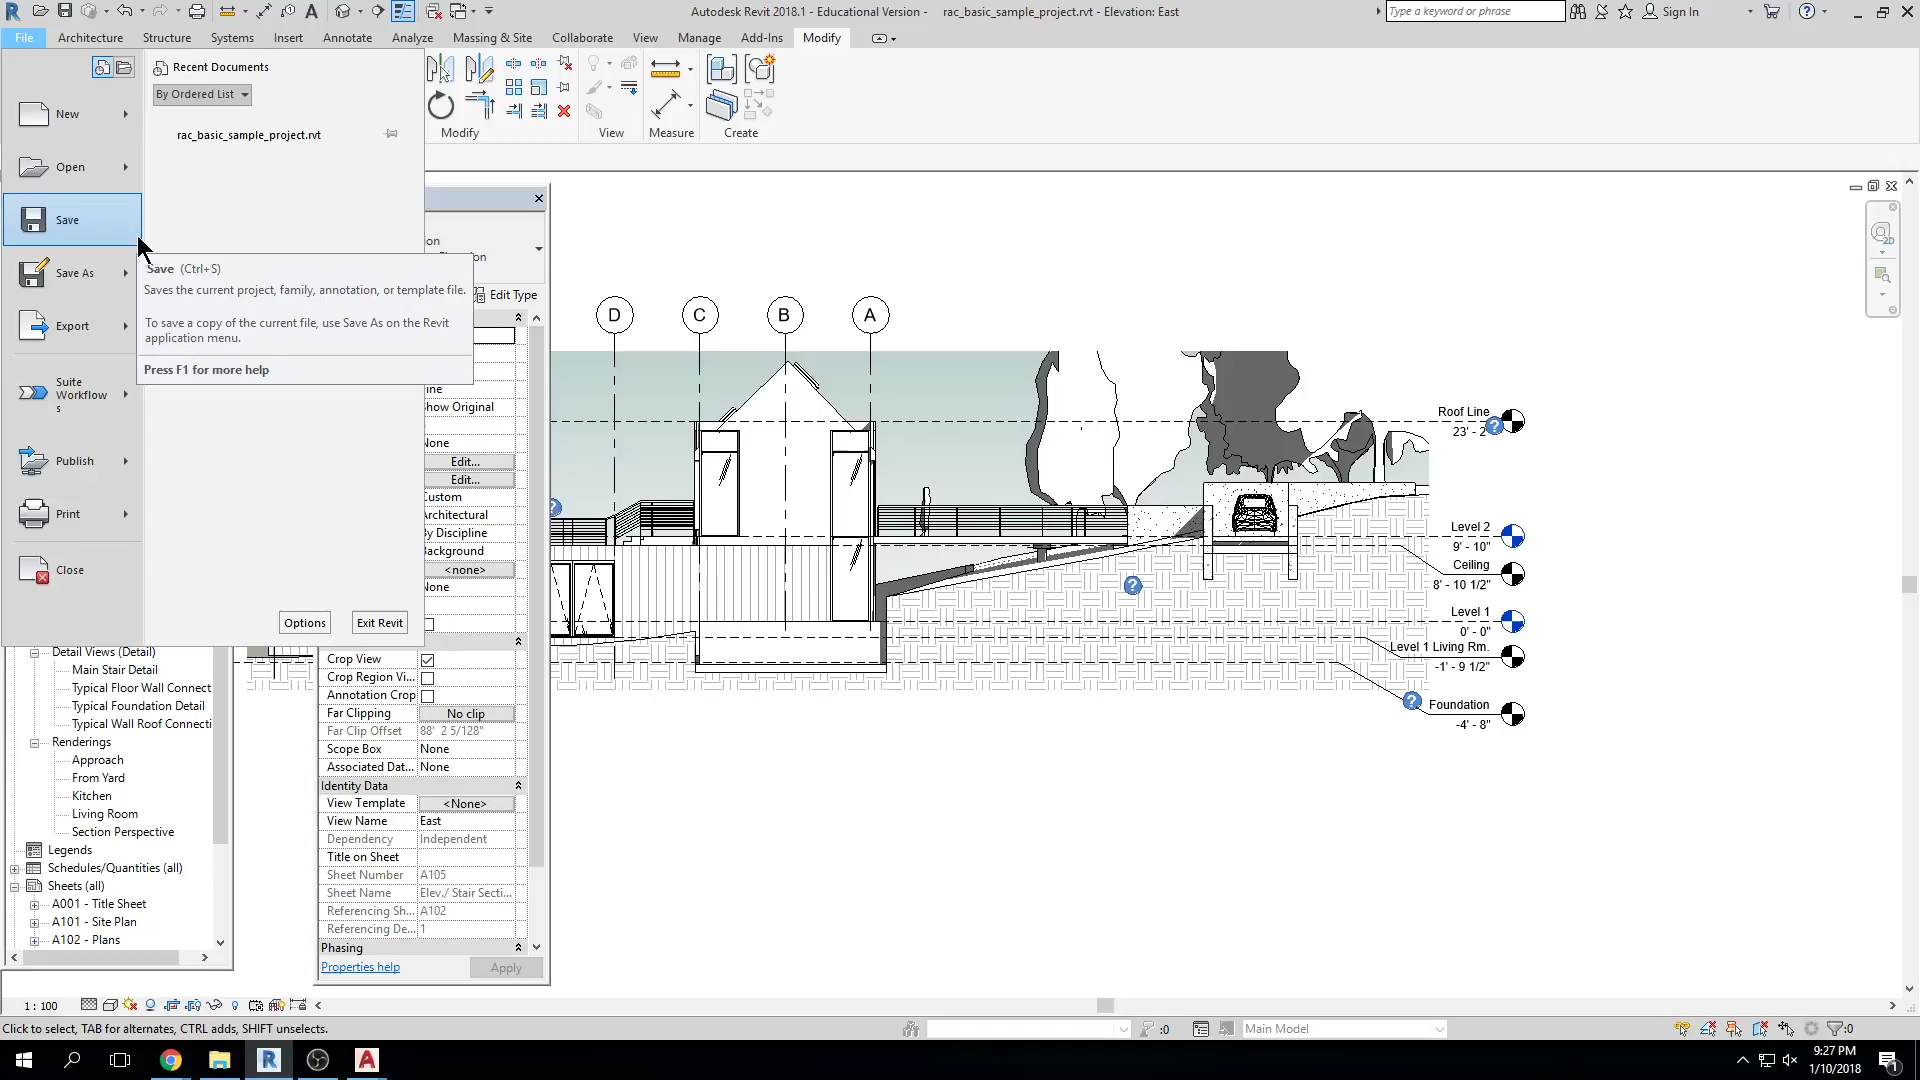 Autodesk Revit 2018.1 - Educational Version - rac_basic_sample_project.rvt - Elevation: East
Type a keyword or phrase
Sign In
File Architecture Structure Systems Insert Annotate Analyze Massing & Site Collaborate View Manage Add-Ins Modify
Recent Documents
By Ordered List
rac_basic_sample_project.rvt
New
Open
Save
Save As
Export
Suite
Workflow
s
Publish
Print
Close
Options
Exit Revit
Save (Ctrl+S)
Saves the current project, family, annotation, or template file.
To save a copy of the current file, use Save As on the Revit
application menu.
Press F1 for more help
Modify
View
Measure
Create
Edit Type
Show Original
None
Edit...
Edit...
Custom
Architectural
By Discipline
Background
<none>
None
Crop View
Crop Region Vi...
Annotation Crop
Far Clipping No clip
Far Clip Offset 88' 2 5/128"
Scope Box None
Associated Dat... None
Identity Data
View Template <None>
View Name East
Dependency Independent
Title on Sheet
Sheet Number A105
Sheet Name Elev./ Stair Secti...
Referencing Sh... A102
Referencing De... 1
Phasing
Properties help
Apply
Detail Views (Detail)
Main Stair Detail
Typical Floor Wall Connect
Typical Foundation Detail
Typical Wall Roof Connecti
Renderings
Approach
From Yard
Kitchen
Living Room
Section Perspective
Legends
Schedules/Quantities (all)
Sheets (all)
A001 - Title Sheet
A101 - Site Plan
A102 - Plans
D C B A
Roof Line
23' - 2
Level 2
9' - 10"
Ceiling
8' - 10 1/2"
Level 1
0' - 0"
Level 1 Living Rm.
-1' - 9 1/2"
Foundation
-4' - 8"
2D
1 : 100
Click to select, TAB for alternates, CTRL adds, SHIFT unselects.
:0
Main Model
:0
9:27 PM
1/10/2018